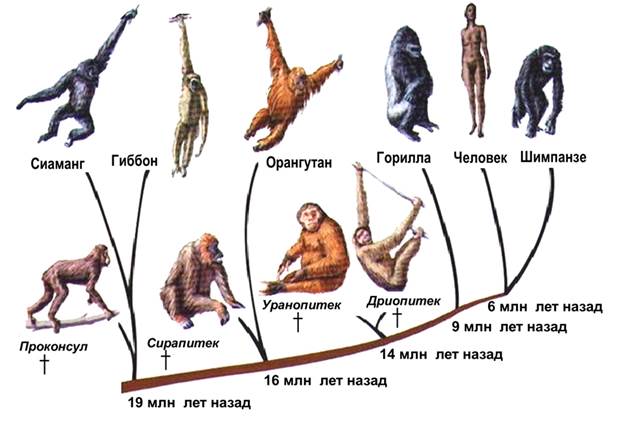 Сиаманг
Гиббон
Орангутан
Горилла
Человек
Шимпанзе
Проконсул
Сирапитек
Уранопитек
Дриопитек
6 млн лет назад
9 млн лет назад
14 млн лет назад
16 млн лет назад
19 млн лет назад